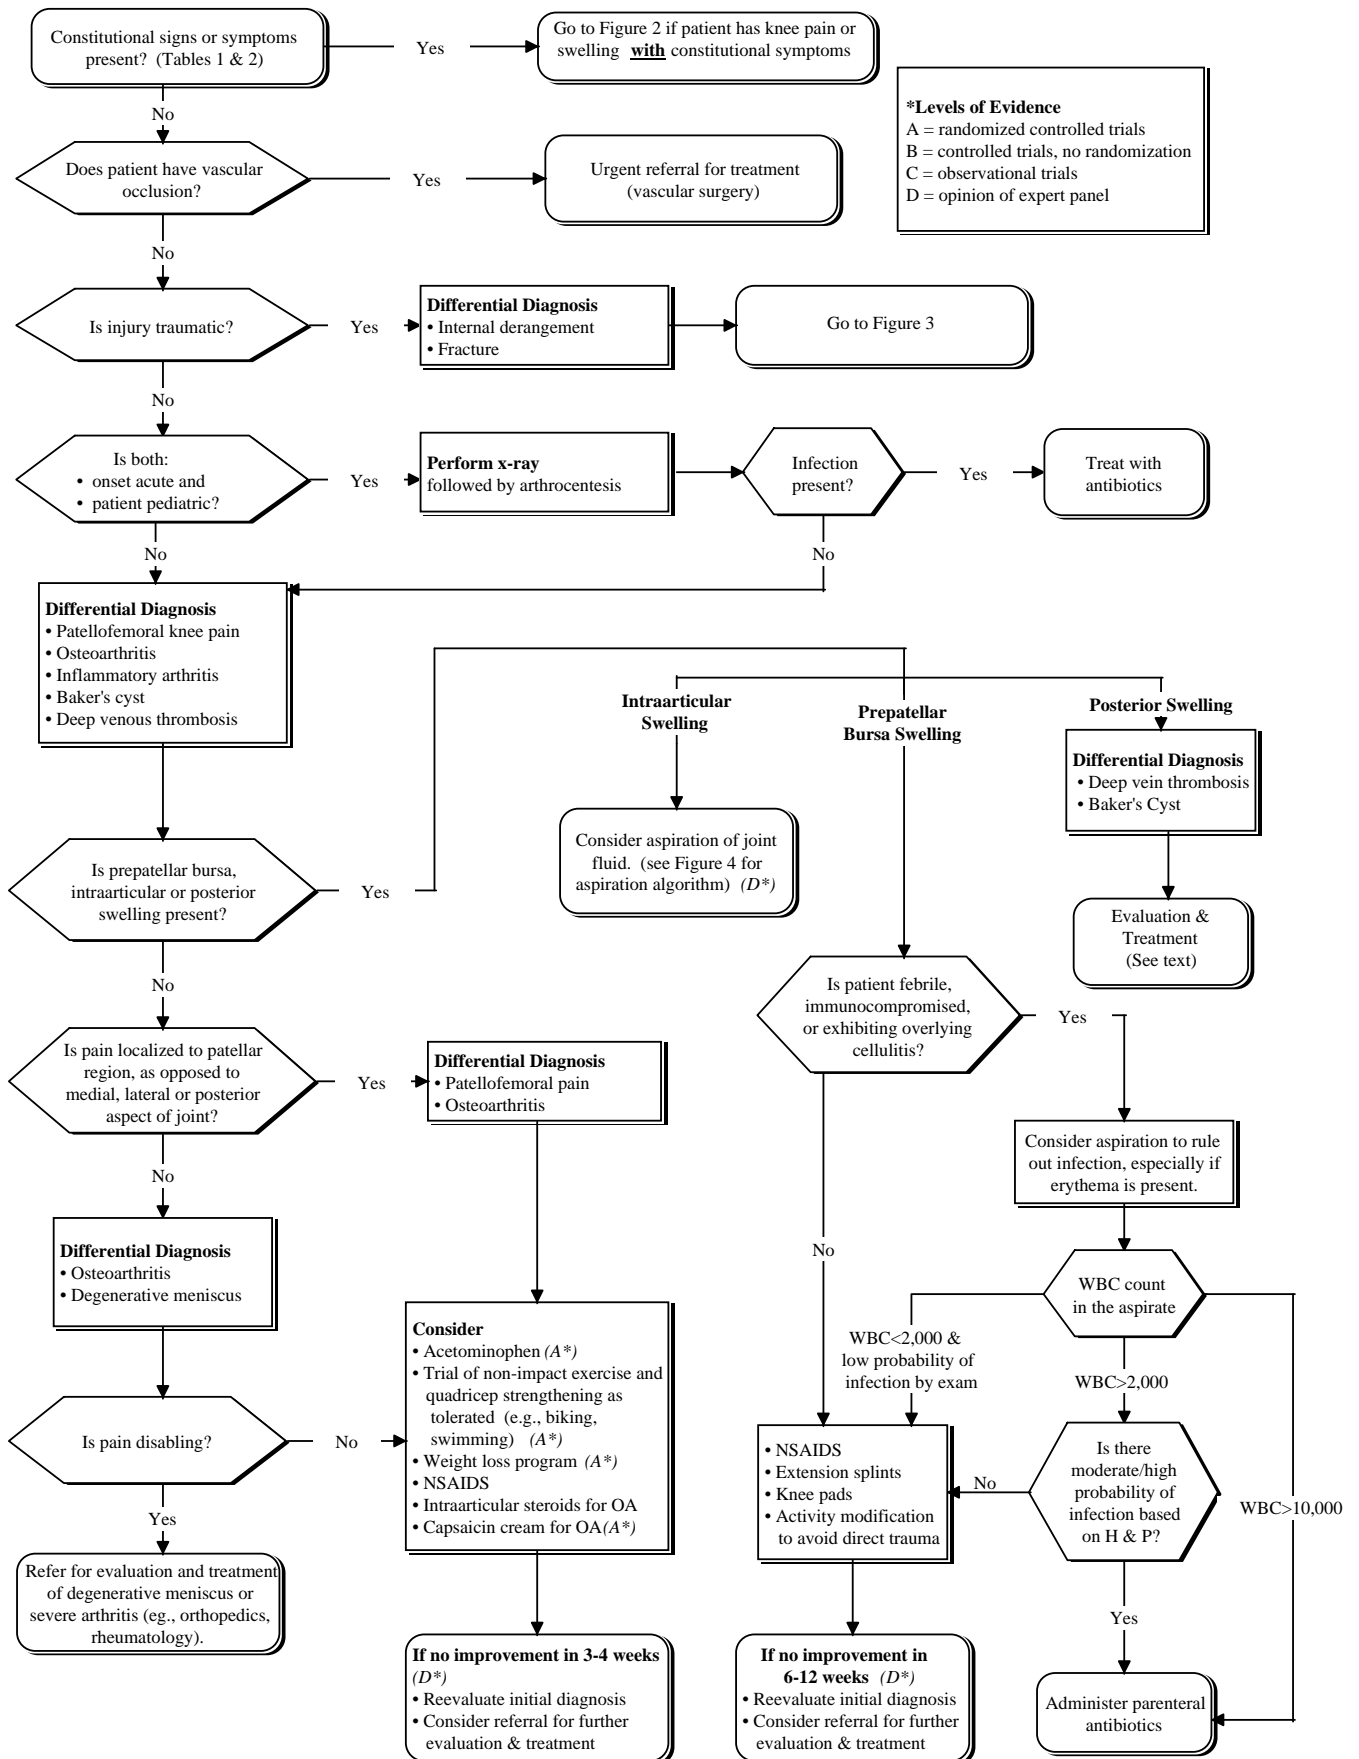 Constitutional signs or symptoms
present?  (Tables 1 & 2)
Yes
Go to Figure 2 if patient has knee pain or
swelling with constitutional symptoms
No
*Levels of Evidence
A = randomized controlled trials
B = controlled trials, no randomization
C = observational trials
D = opinion of expert panel
Does patient have vascular
occlusion?
Yes
Urgent referral for treatment
(vascular surgery)
No
Is injury traumatic?
Yes
Differential Diagnosis
• Internal derangement
• Fracture
Go to Figure 3
No
Is both:
• onset acute and
• patient pediatric?
Yes
Perform x-ray
followed by arthrocentesis
Infection
present?
Yes
Treat with
antibiotics
No
No
Differential Diagnosis
• Patellofemoral knee pain
• Osteoarthritis
• Inflammatory arthritis
• Baker's cyst
• Deep venous thrombosis
Intraarticular
Swelling
Prepatellar
Bursa Swelling
Posterior Swelling
Differential Diagnosis
• Deep vein thrombosis
• Baker's Cyst
Consider aspiration of joint
fluid.  (see Figure 4 for
aspiration algorithm)  (D*)
Is prepatellar bursa,
intraarticular or posterior
swelling present?
Yes
Evaluation &
Treatment
(See text)
No
Is patient febrile,
immunocompromised,
or exhibiting overlying
cellulitis?
Yes
Is pain localized to patellar
region, as opposed to
medial, lateral or posterior
aspect of joint?
Yes
Differential Diagnosis
• Patellofemoral pain
• Osteoarthritis
Consider aspiration to rule
out infection, especially if
erythema is present.
No
Differential Diagnosis
• Osteoarthritis
• Degenerative meniscus
No
WBC count
in the aspirate
WBC<2,000 &
low probability of
infection by exam
WBC>2,000
WBC>10,000
Consider
• Acetominophen (A*)
• Trial of non-impact exercise and
quadricep strengthening as
tolerated  (e.g., biking,
swimming)  (A*)
• Weight loss program (A*)
• NSAIDS
• Intraarticular steroids for OA
• Capsaicin cream for OA(A*)
Is pain disabling?
No
• NSAIDS
• Extension splints
• Knee pads
• Activity modification
to avoid direct trauma
No
Is there
moderate/high
probability of
infection based
on H & P?
Yes
Refer for evaluation and treatment
of degenerative meniscus or
severe arthritis (eg., orthopedics,
rheumatology).
Yes
If no improvement in 3-4 weeks
(D*)
• Reevaluate initial diagnosis
• Consider referral for further
evaluation & treatment
If no improvement in
6-12 weeks  (D*)
• Reevaluate initial diagnosis
• Consider referral for further
evaluation & treatment
Administer parenteral
antibiotics